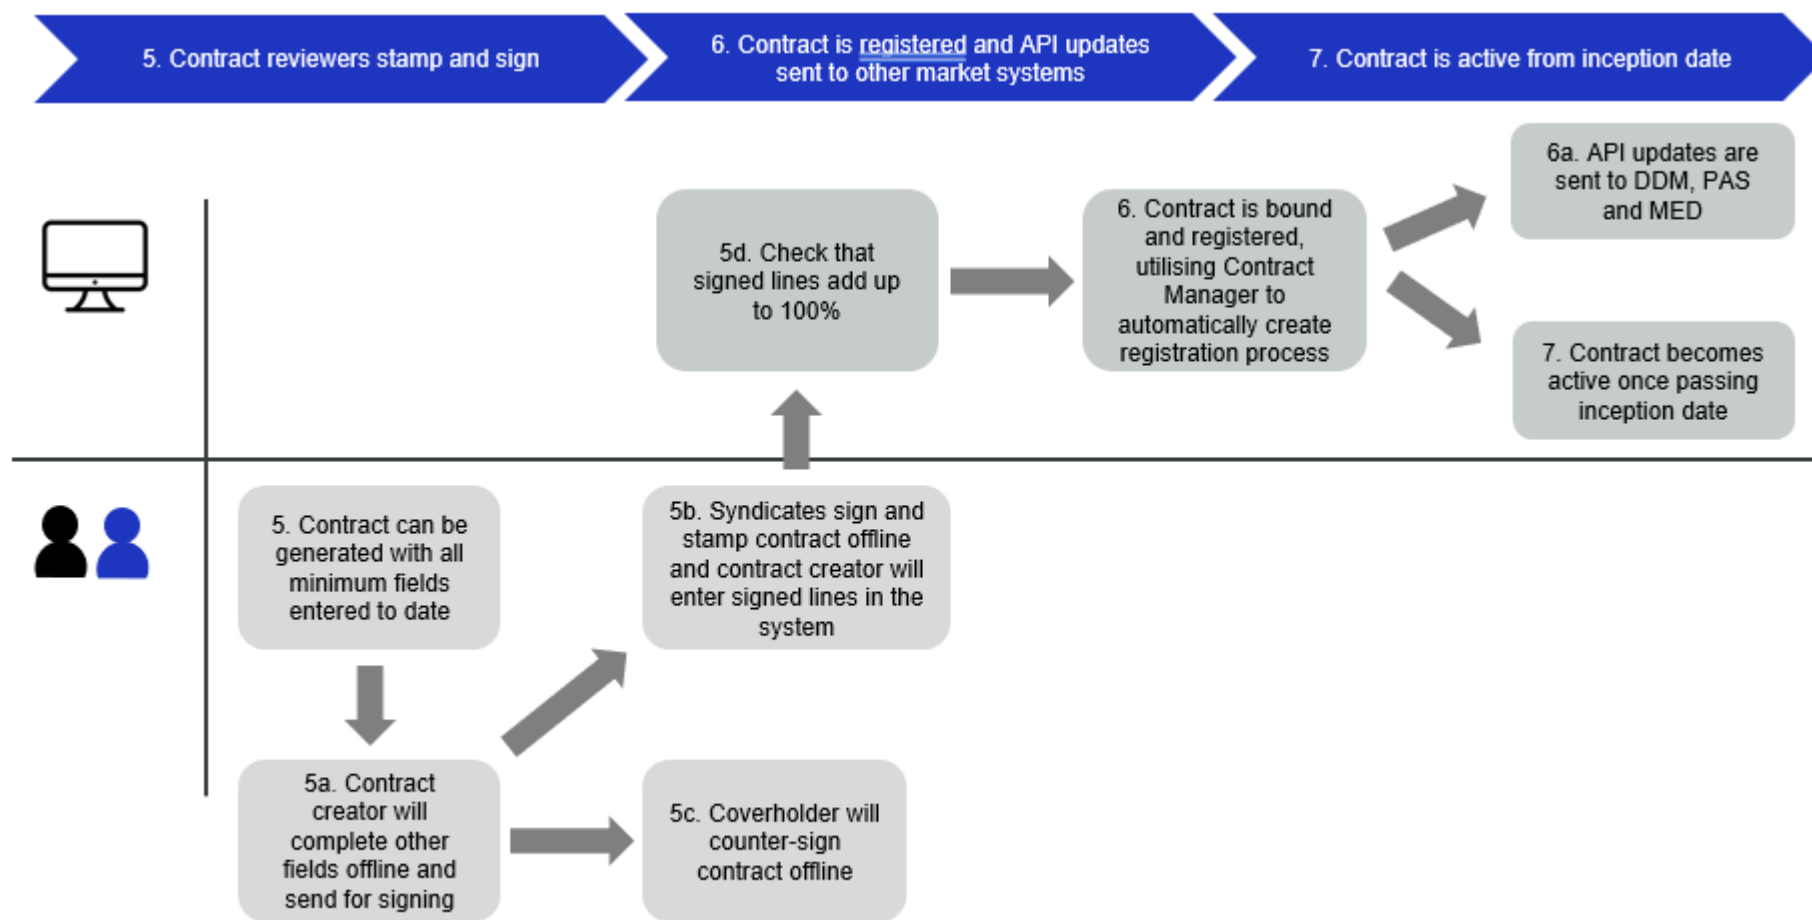 5. Contract reviewers stamp and sign
6. Contract is registered and API updates
sent to other market systems
7. Contract is active from inception date
6a. API updates are
sent to DDM, PAS
and MED
5d. Check that
signed lines add up
to 100%
6. Contract is bound
and registered,
utilising Contract
Manager to
automatically create
registration process
7. Contract becomes
active once passing
inception date
5. Contract can be
generated with all
minimum fields
entered to date
5b. Syndicates sign and
stamp contract offline
and contract creator will
enter signed lines in the
system
5a. Contract
creator will
complete other
fields offline and
send for signing
5c. Coverholder will
counter-sign
contract offline